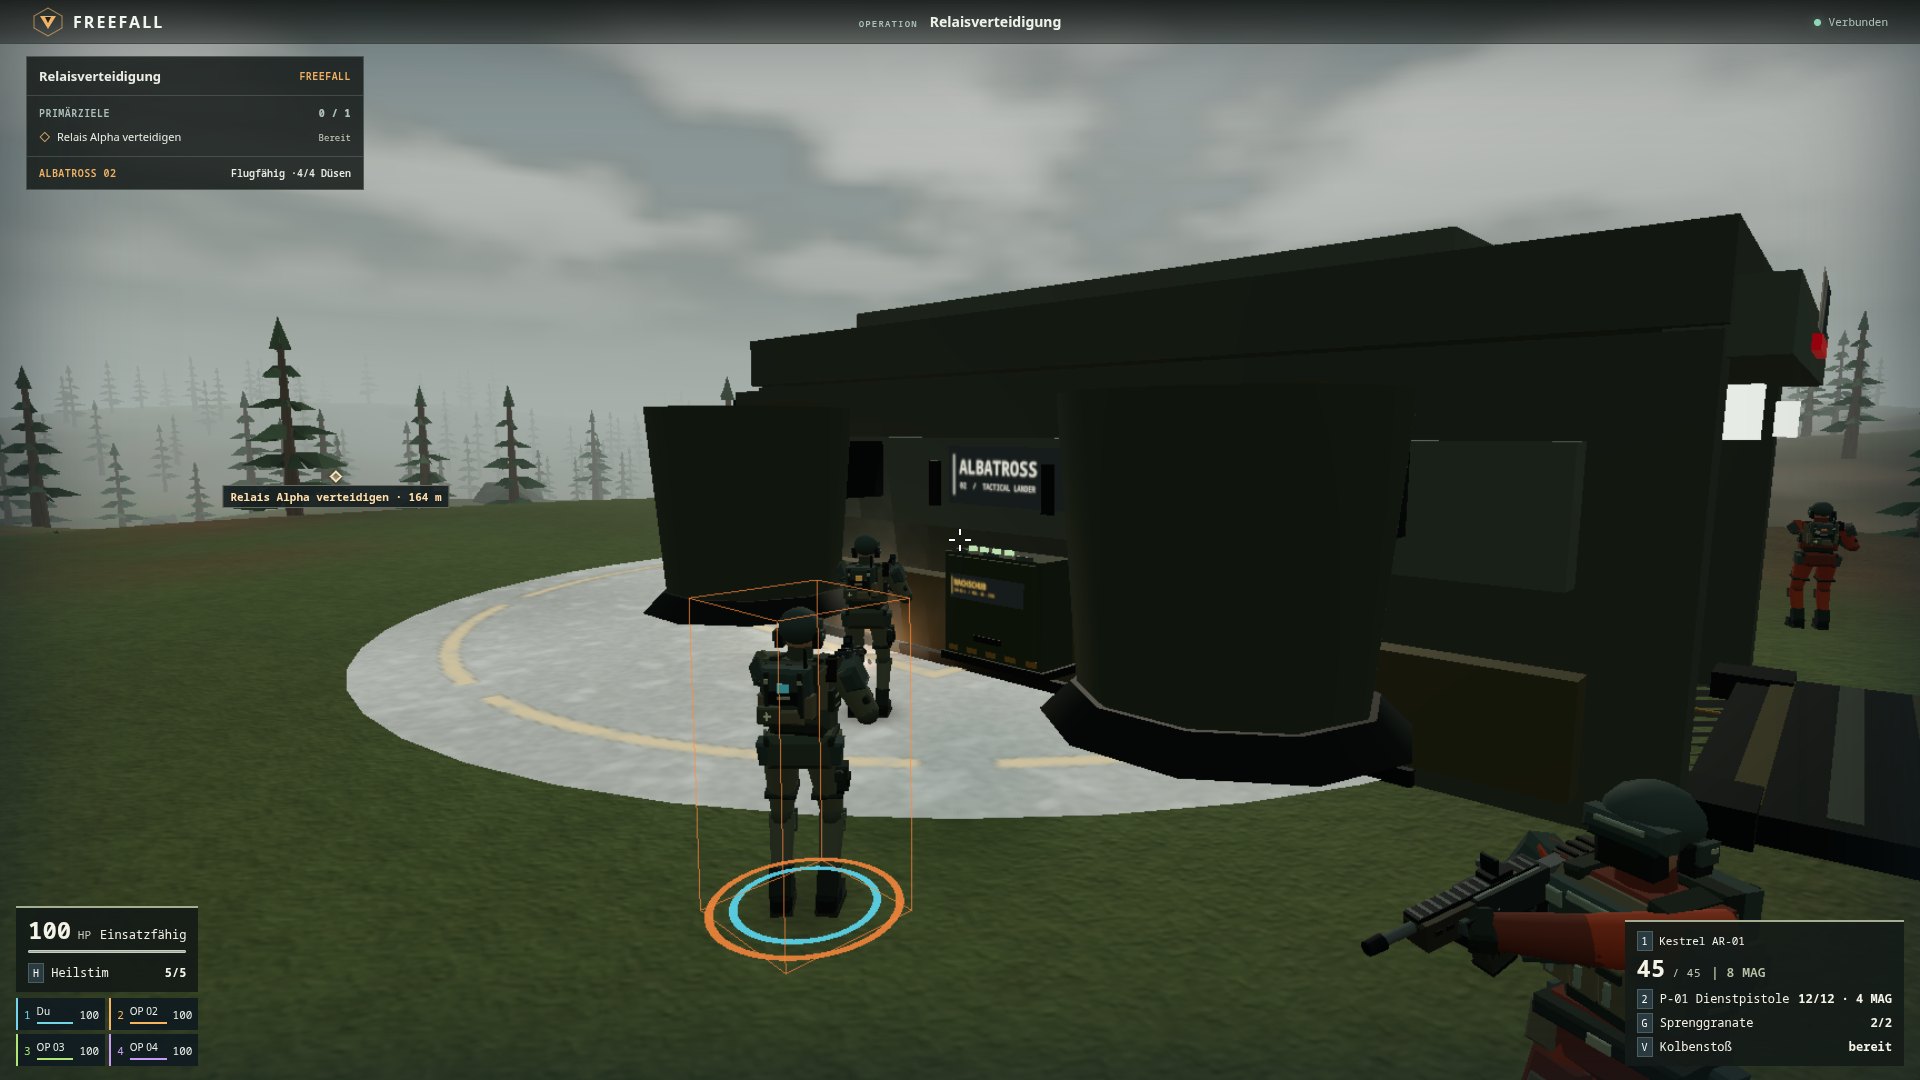 FREEFALL
OPERATION Relaisverteidigung
Verbunden
Relaisverteidigung FREEFALL
PRIMÄRZIELE 0 / 1
Relais Alpha verteidigen Bereit
ALBATROSS 02 Flugfähig ·4/4 Düsen
ALBATROSS
02 / TACTICAL LANDER
Relais Alpha verteidigen · 164 m
NACHSCHUB
100 HP Einsatzfähig
H Heilstim 5/5
1 Du 100
2 OP 02 100
3 OP 03 100
4 OP 04 100
1 Kestrel AR-01
45 / 45 | 8 MAG
2 P-01 Dienstpistole 12/12 · 4 MAG
G Sprenggranate 2/2
V Kolbenstoß bereit